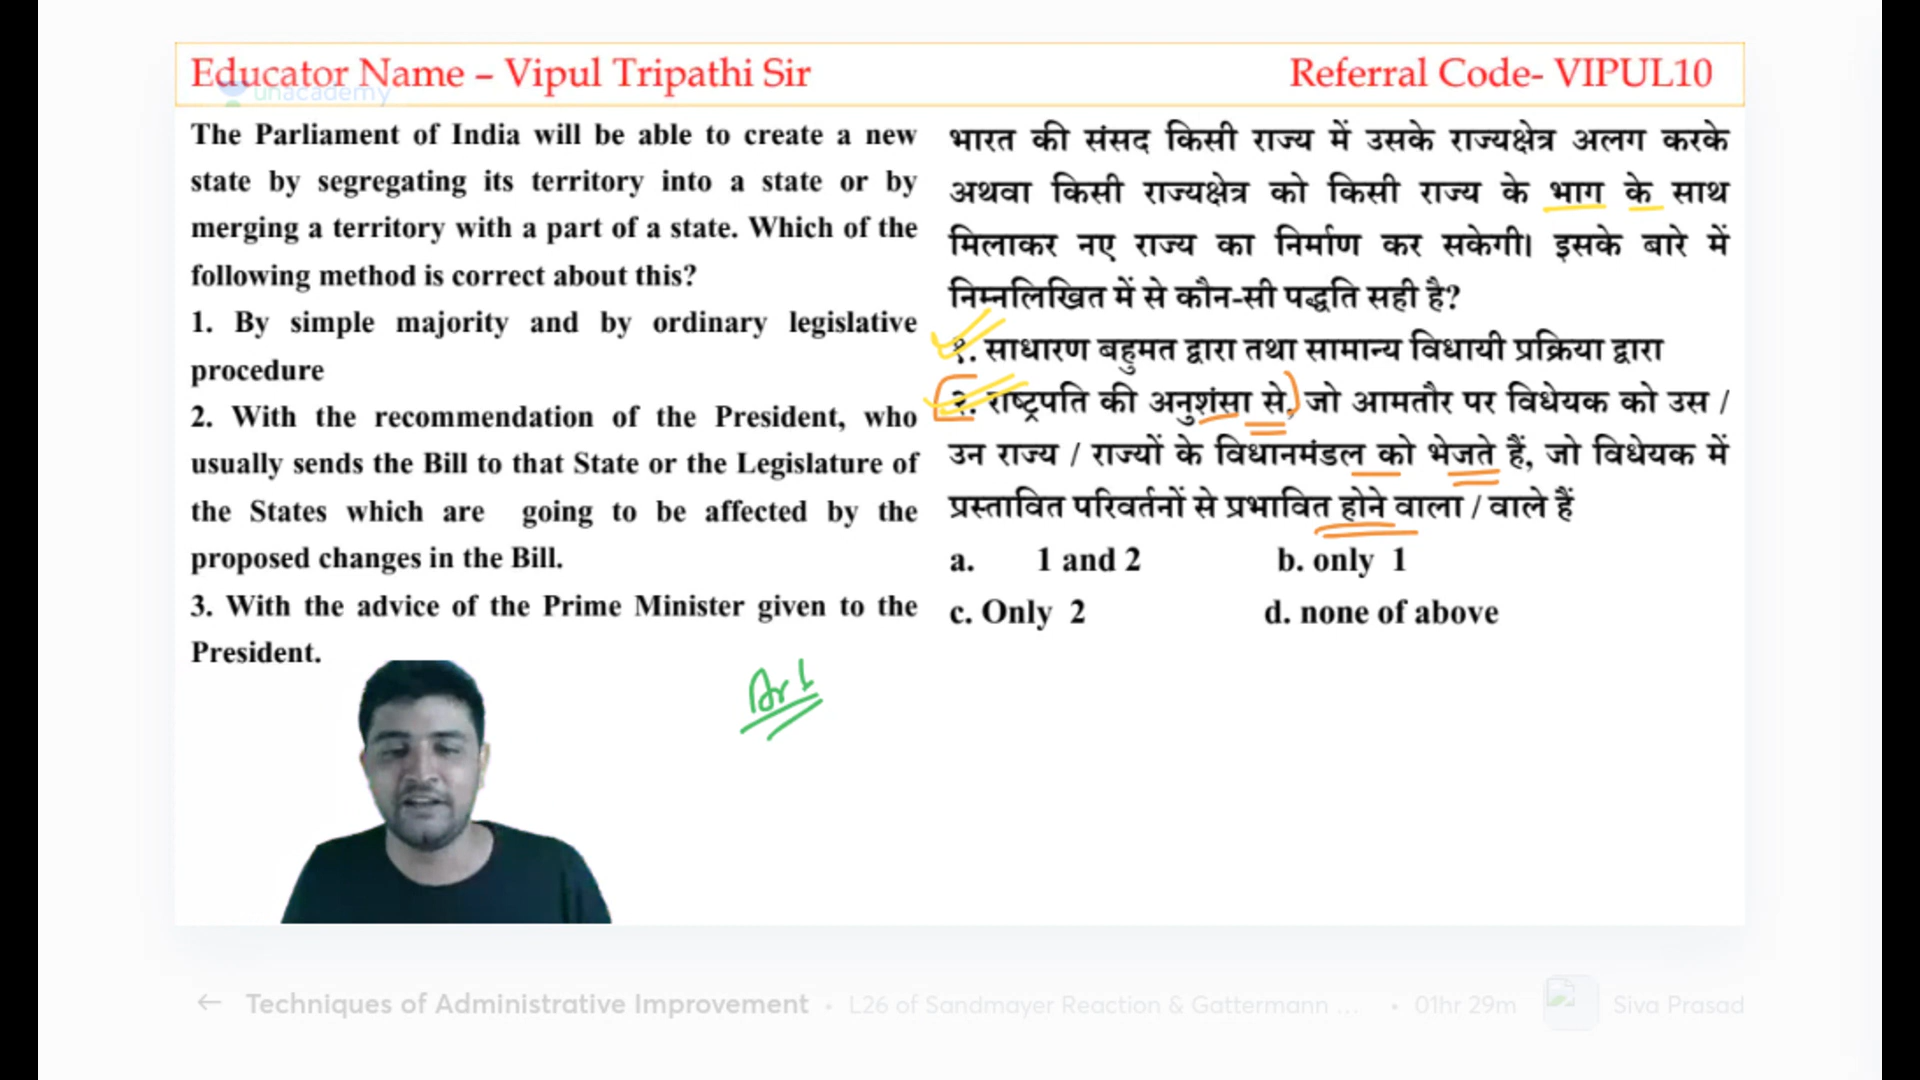 Educator Name – Vipul Tripathi Sir
Referral Code- VIPUL10
unacademy
The Parliament of India will be able to create a new
state by segregating its territory into a state or by
merging a territory with a part of a state. Which of the
following method is correct about this?
1. By simple majority and by ordinary legislative
procedure
2. With the recommendation of the President, who
usually sends the Bill to that State or the Legislature of
the States which are going to be affected by the
proposed changes in the Bill.
3. With the advice of the Prime Minister given to the
President.
भारत की संसद किसी राज्य में उसके राज्यक्षेत्र अलग करके
अथवा किसी राज्यक्षेत्र को किसी राज्य के भाग के साथ
मिलाकर नए राज्य का निर्माण कर सकेगी। इसके बारे में
निम्नलिखित में से कौन-सी पद्धति सही है?
१. साधारण बहुमत द्वारा तथा सामान्य विधायी प्रक्रिया द्वारा
२. राष्ट्रपति की अनुशंसा से, जो आमतौर पर विधेयक को उस /
उन राज्य / राज्यों के विधानमंडल को भेजते हैं, जो विधेयक में
प्रस्तावित परिवर्तनों से प्रभावित होने वाला / वाले हैं
a. 1 and 2 b. only 1
c. Only 2 d. none of above
← Techniques of Administrative Improvement • L26 of Sandmayer Reaction & Gattermann ... • 01hr 29m Siva Prasad